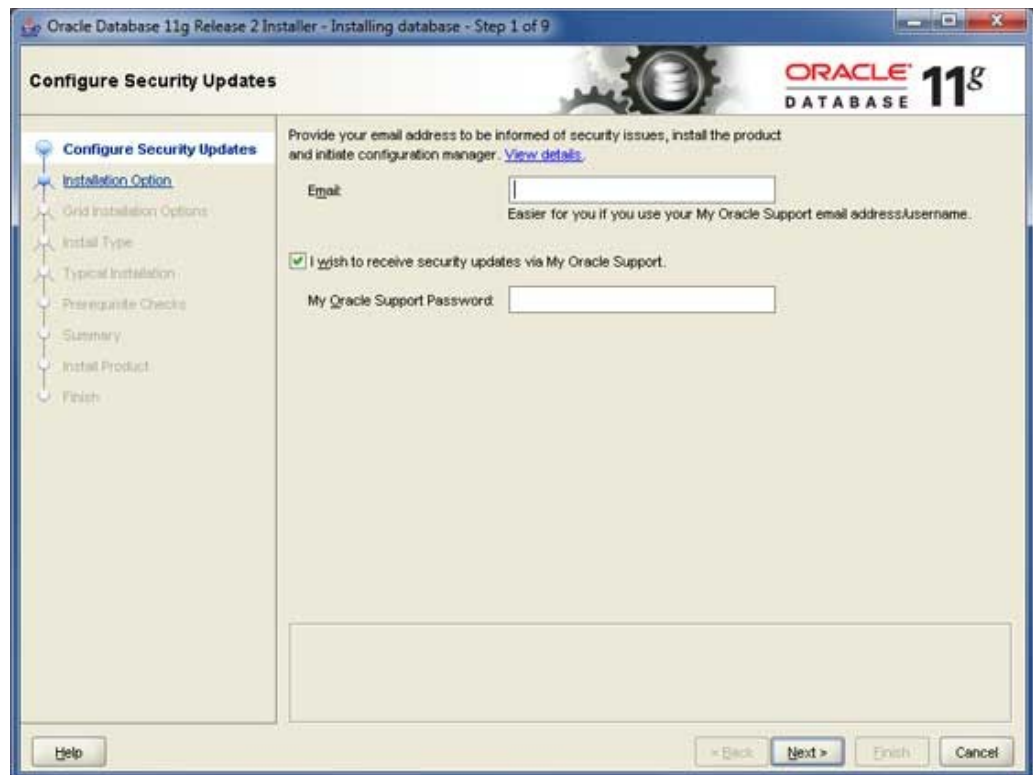 Oracle Database 11g Release 2 Installer - Installing database - Step 1 of 9
Configure Security Updates
ORACLE
DATABASE 11g
Configure Security Updates
Installation Option
Grid Installation Options
Install Type
Typical Installation
Prerequisite Checks
Summary
Install Product
Finish
Provide your email address to be informed of security issues, install the product
and initiate configuration manager. View details.
Email:
Easier for you if you use your My Oracle Support email address/username.
I wish to receive security updates via My Oracle Support.
My Oracle Support Password:
Help
< Back
Next >
Finish
Cancel